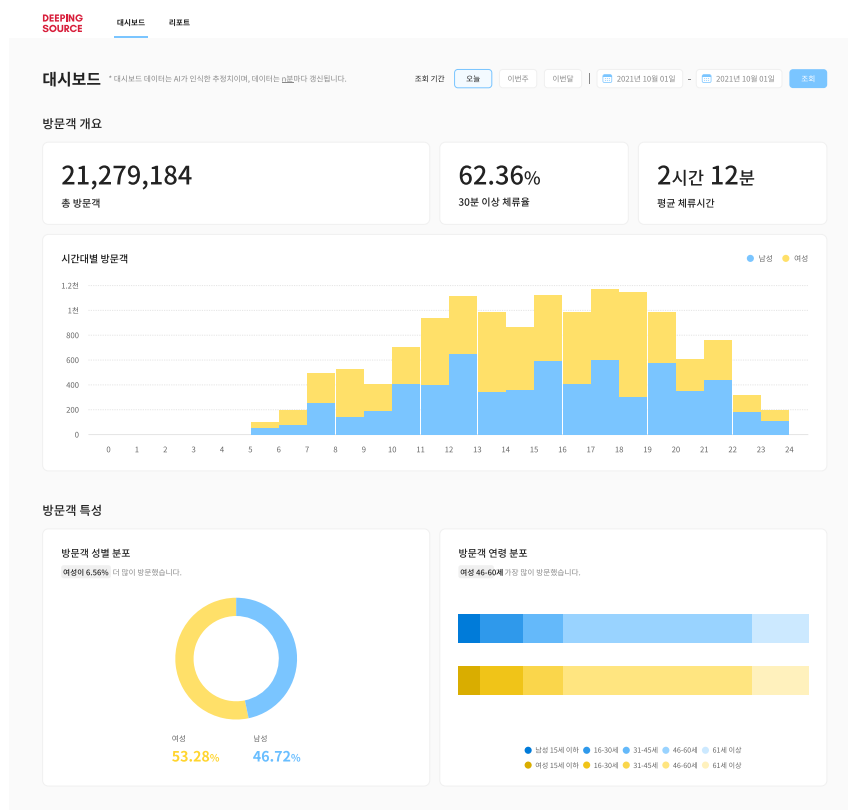 DEEPING
SOURCE
대시보드 리포트
대시보드 * 대시보드 데이터는 AI가 인식한 추정치이며, 데이터는 n분마다 갱신됩니다. 조회 기간 오늘 이번주 이번달 | 2021년 10월 01일 - 2021년 10월 01일 조회
방문객 개요
21,279,184
총 방문객
62.36%
30분 이상 체류율
2시간 12분
평균 체류시간
시간대별 방문객
남성 여성
1.2천
1천
800
600
400
200
0
0 1 2 3 4 5 6 7 8 9 10 11 12 13 14 15 16 17 18 19 20 21 22 23 24
방문객 특성
방문객 성별 분포
여성이 6.56% 더 많이 방문했습니다.
여성 남성
53.28% 46.72%
방문객 연령 분포
여성 46-60세 가장 많이 방문했습니다.
남성 15세 이하 16-30세 31-45세 46-60세 61세 이상
여성 15세 이하 16-30세 31-45세 46-60세 61세 이상